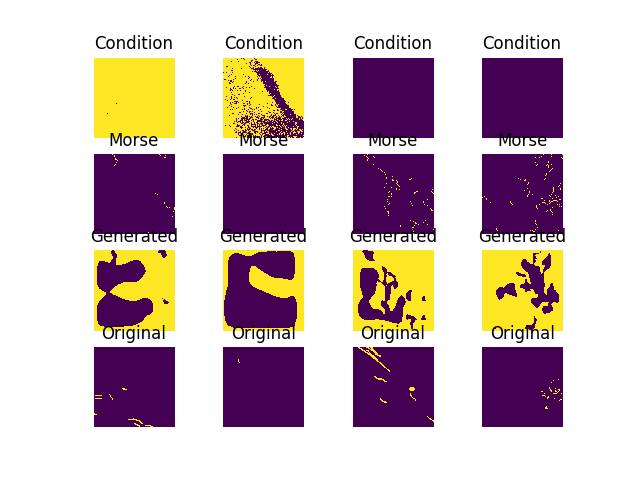 Condition Condition Condition Condition
Morse Morse Morse Morse
Generated Generated Generated Generated
Original Original Original Original